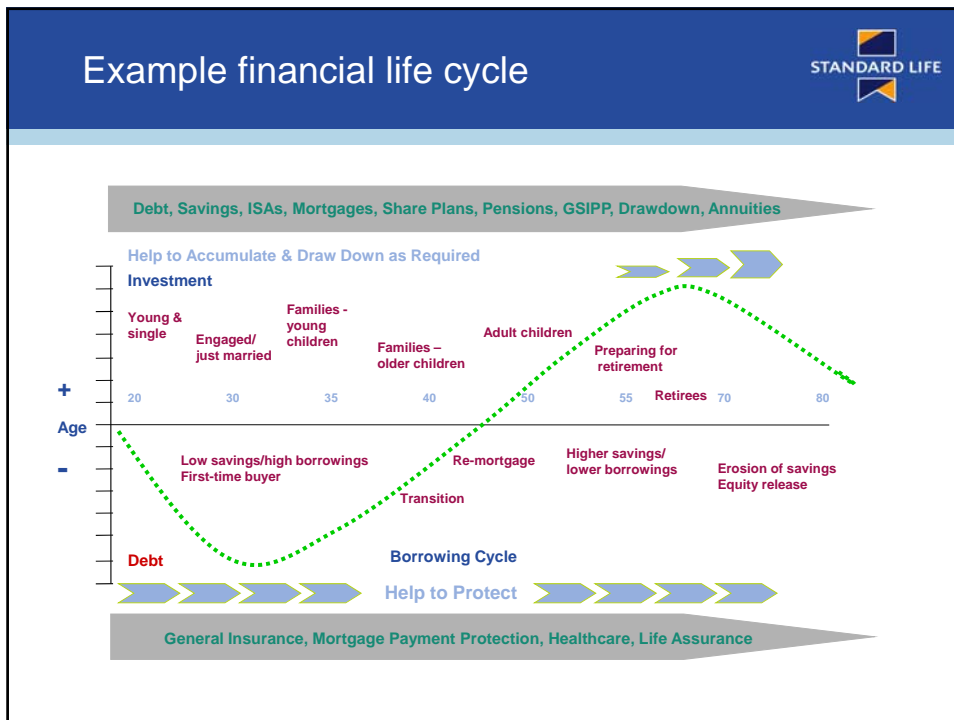 Example financial life cycle
STANDARD LIFE
Debt, Savings, ISAs, Mortgages, Share Plans, Pensions, GSIPP, Drawdown, Annuities
Help to Accumulate & Draw Down as Required
Investment
Young &
single
Engaged/
just married
Families -
young
children
Families –
older children
Adult children
Preparing for
retirement
Retirees
+
20 30 35 40 50 55 70 80
Age
-
Low savings/high borrowings
First-time buyer
Transition
Re-mortgage
Higher savings/
lower borrowings
Erosion of savings
Equity release
Debt
Borrowing Cycle
Help to Protect
General Insurance, Mortgage Payment Protection, Healthcare, Life Assurance